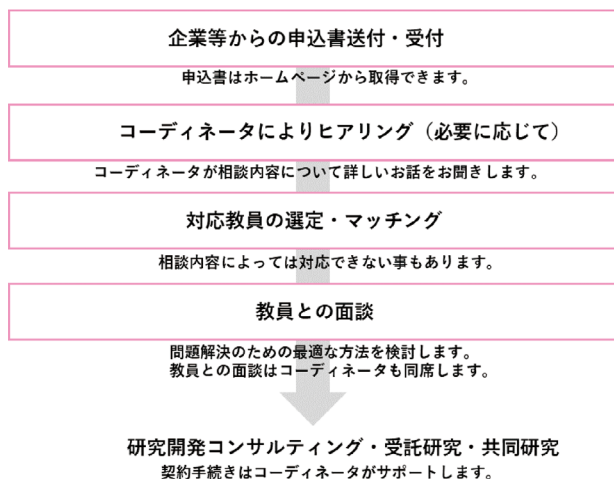 企業等からの申込書送付・受付
申込書はホームページから取得できます。
コーディネータによりヒアリング（必要に応じて）
コーディネータが相談内容について詳しいお話をお聞きします。
対応教員の選定・マッチング
相談内容によっては対応できない事もあります。
教員との面談
問題解決のための最適な方法を検討します。
教員との面談はコーディネータも同席します。
研究開発コンサルティング・受託研究・共同研究
契約手続きはコーディネータがサポートします。